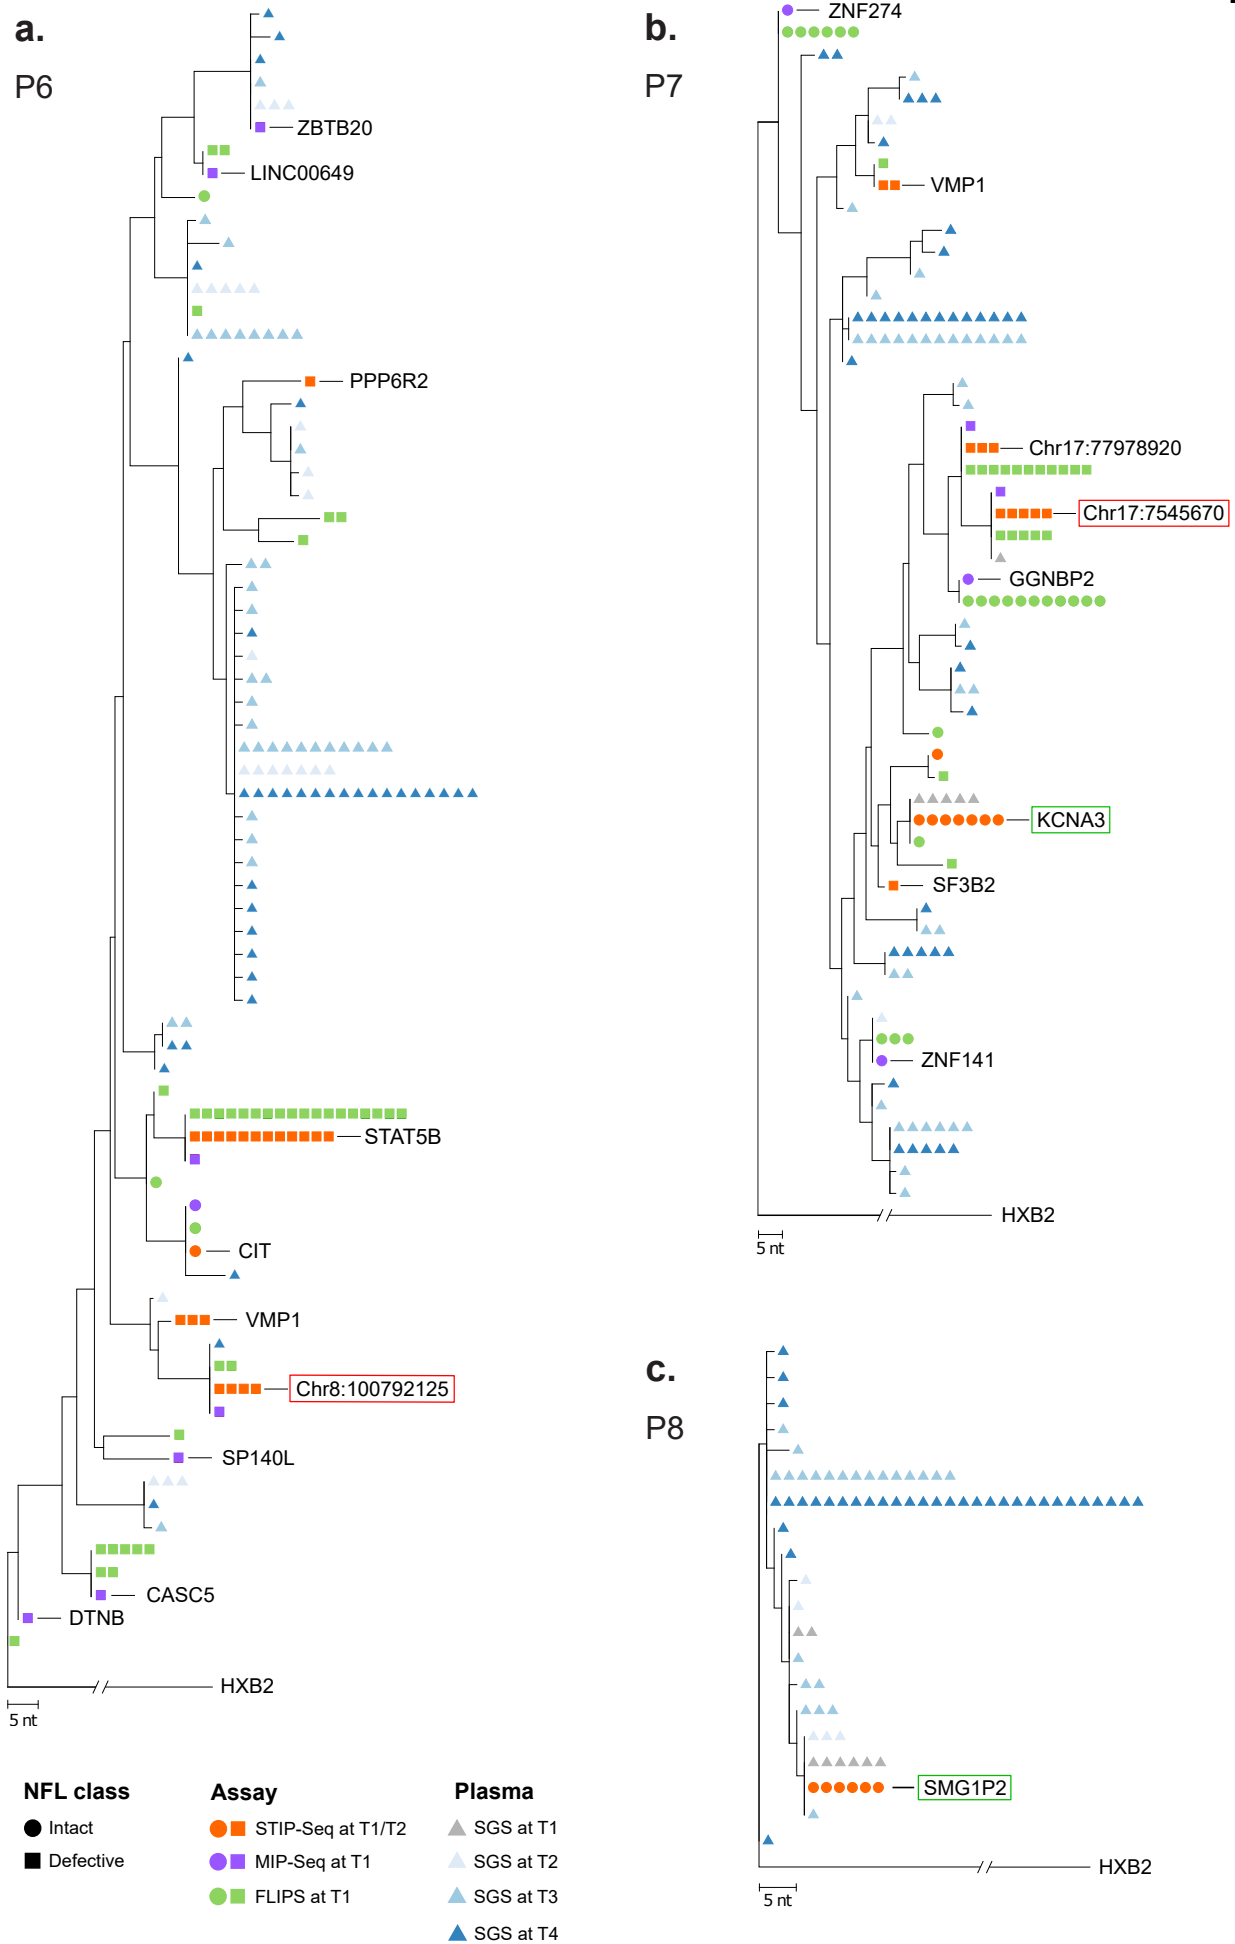 a.
P6
ZBTB20
LINC00649
PPP6R2
STAT5B
CIT
VMP1
Chr8:100792125
SP140L
CASC5
DTNB
HXB2
5 nt
b.
P7
ZNF274
VMP1
Chr17:77978920
Chr17:7545670
GGNBP2
KCNA3
SF3B2
ZNF141
HXB2
5 nt
c.
P8
SMG1P2
HXB2
5 nt
NFL class
Intact
Defective
Assay
STIP-Seq at T1/T2
MIP-Seq at T1
FLIPS at T1
Plasma
SGS at T1
SGS at T2
SGS at T3
SGS at T4